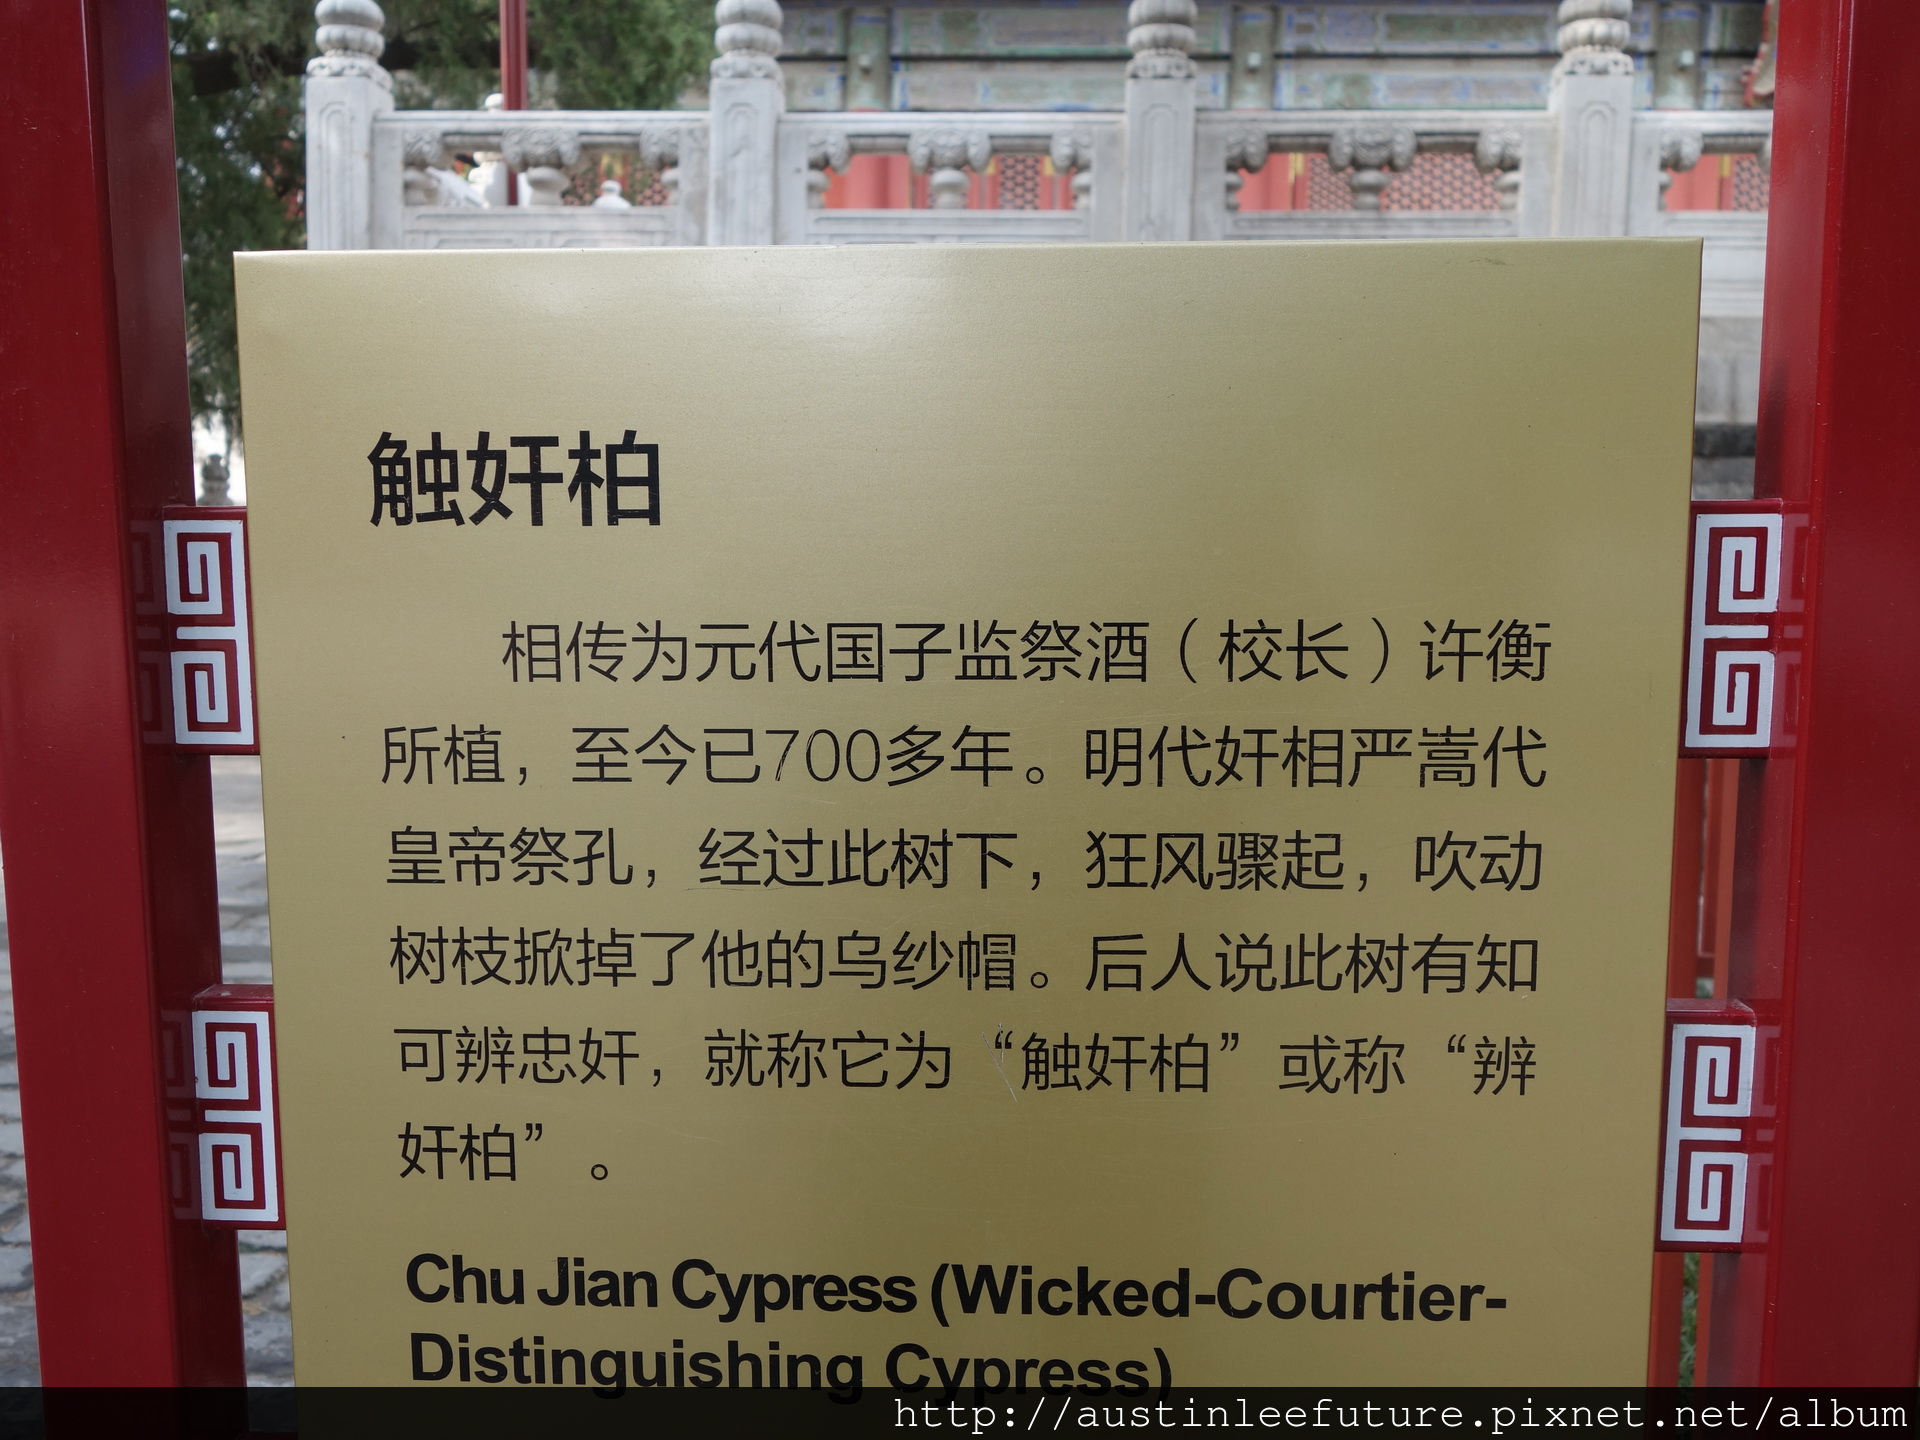 触奸柏
相传为元代国子监祭酒（校长）许衡
所植，至今已700多年。明代奸相严嵩代
皇帝祭孔，经过此树下，狂风骤起，吹动
树枝掀掉了他的乌纱帽。后人说此树有知
可辨忠奸，就称它为“触奸柏”或称“辨
奸柏”。
Chu Jian Cypress (Wicked-Courtier-
Distinguishing Cypress)
http://austinleefuture.pixnet.net/album